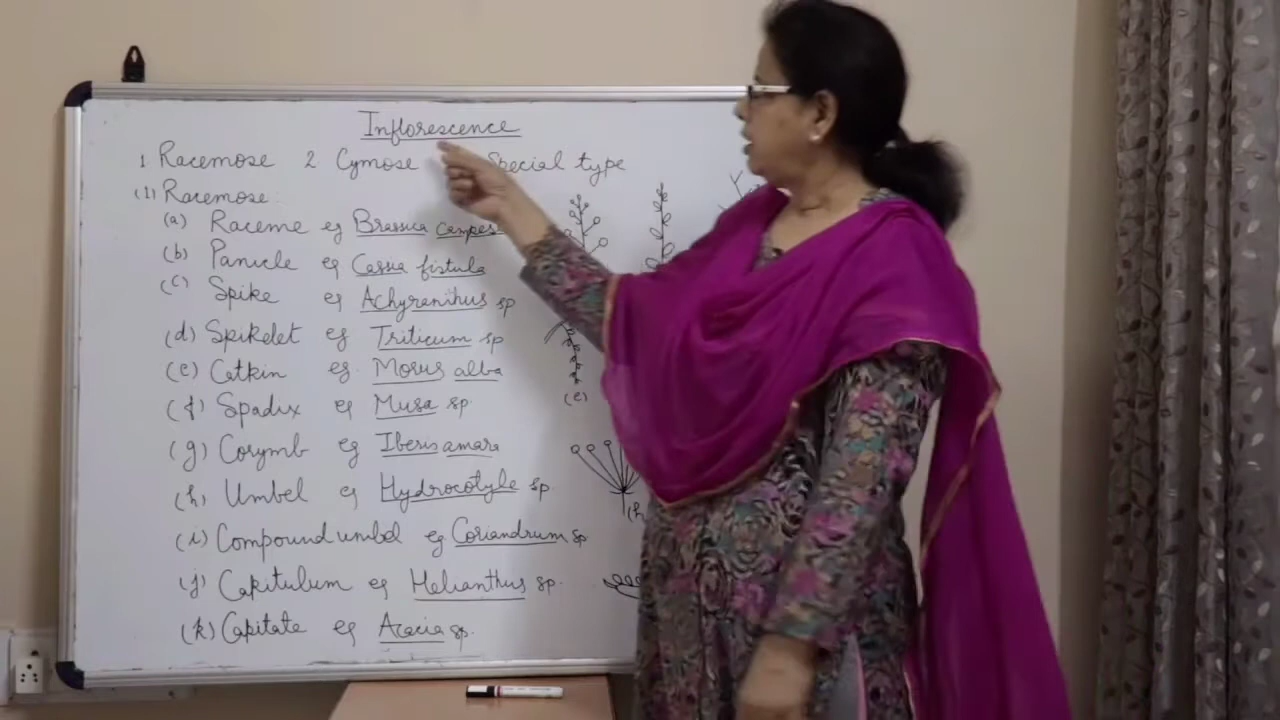 Inflorescence
1 Racemose 2 Cymose Special type
(1) Racemose:
(a) Raceme eg Brassica campes
(b) Panicle eg Cassia fistula
(c) Spike eg Achyranthus sp
(d) Spikelet eg Triticum sp
(e) Catkin eg. Morus alba
(f) Spadix eg Musa sp.
(g) Corymb eg Iberis amara
(h) Umbel eg Hydrocotyle sp.
(i) Compound umbel eg Coriandrum sp
(j) Capitulum eg Helianthus sp.
(k) Capitate eg Acacia sp.
(e)
(h